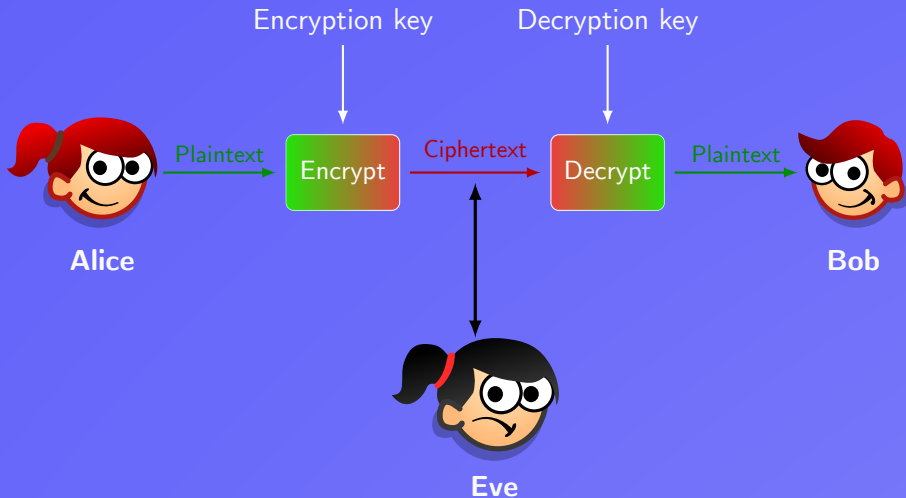 Encryption key
Decryption key
Plaintext
Encrypt
Ciphertext
Decrypt
Plaintext
Alice
Bob
Eve